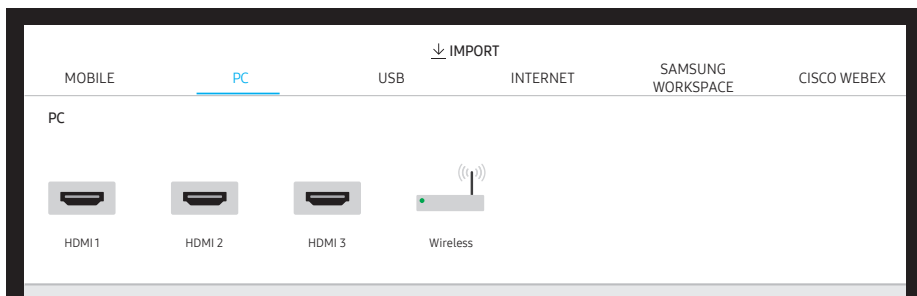 IMPORT
MOBILE
PC
USB
INTERNET
SAMSUNG
WORKSPACE
CISCO WEBEX
PC
HDMI 1
HDMI 2
HDMI 3
Wireless